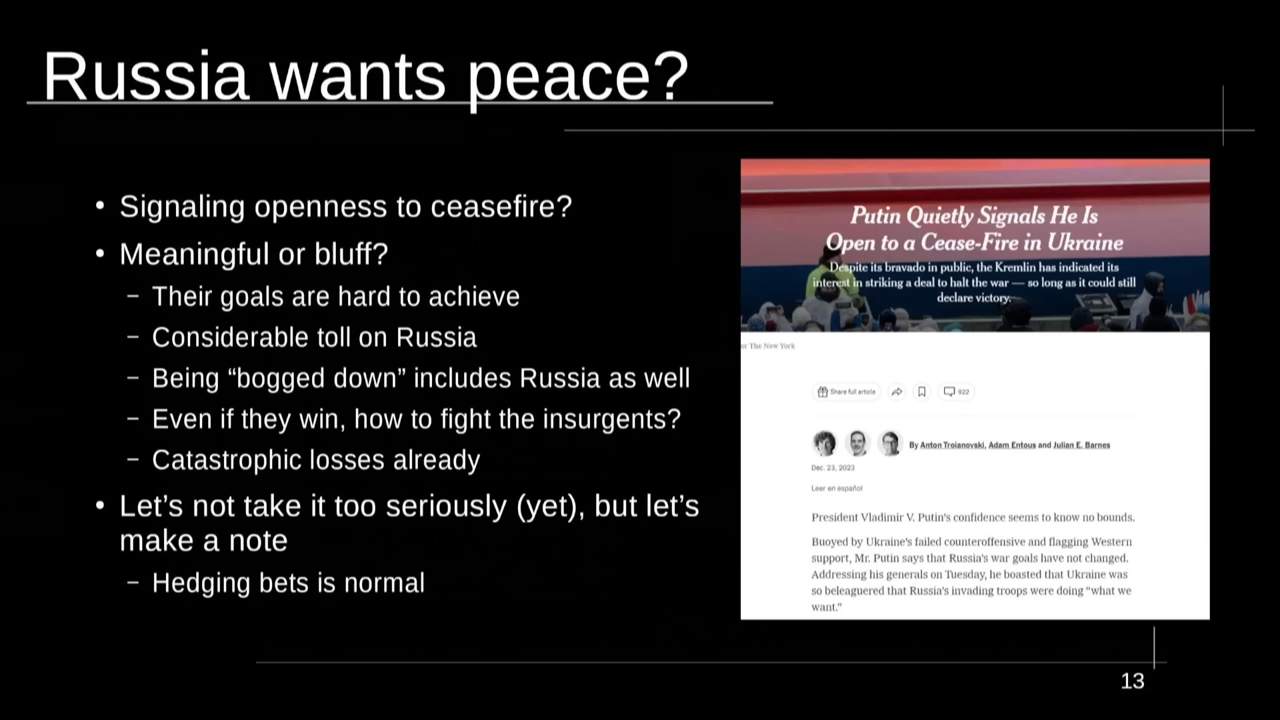 Russia wants peace?
• Signaling openness to ceasefire?
• Meaningful or bluff?
– Their goals are hard to achieve
– Considerable toll on Russia
– Being “bogged down” includes Russia as well
– Even if they win, how to fight the insurgents?
– Catastrophic losses already
• Let’s not take it too seriously (yet), but let’s
make a note
– Hedging bets is normal
Putin Quietly Signals He Is
Open to a Cease-Fire in Ukraine
Despite its bravado in public, the Kremlin has indicated its
interest in striking a deal to halt the war — so long as it could still
declare victory.
or The New York
Share full article
922
By Anton Troianovski, Adam Entous and Julian E. Barnes
Dec. 23, 2023
Leer en español
President Vladimir V. Putin's confidence seems to know no bounds.
Buoyed by Ukraine's failed counteroffensive and flagging Western
support, Mr. Putin says that Russia's war goals have not changed.
Addressing his generals on Tuesday, he boasted that Ukraine was
so beleaguered that Russia's invading troops were doing "what we
want."
13